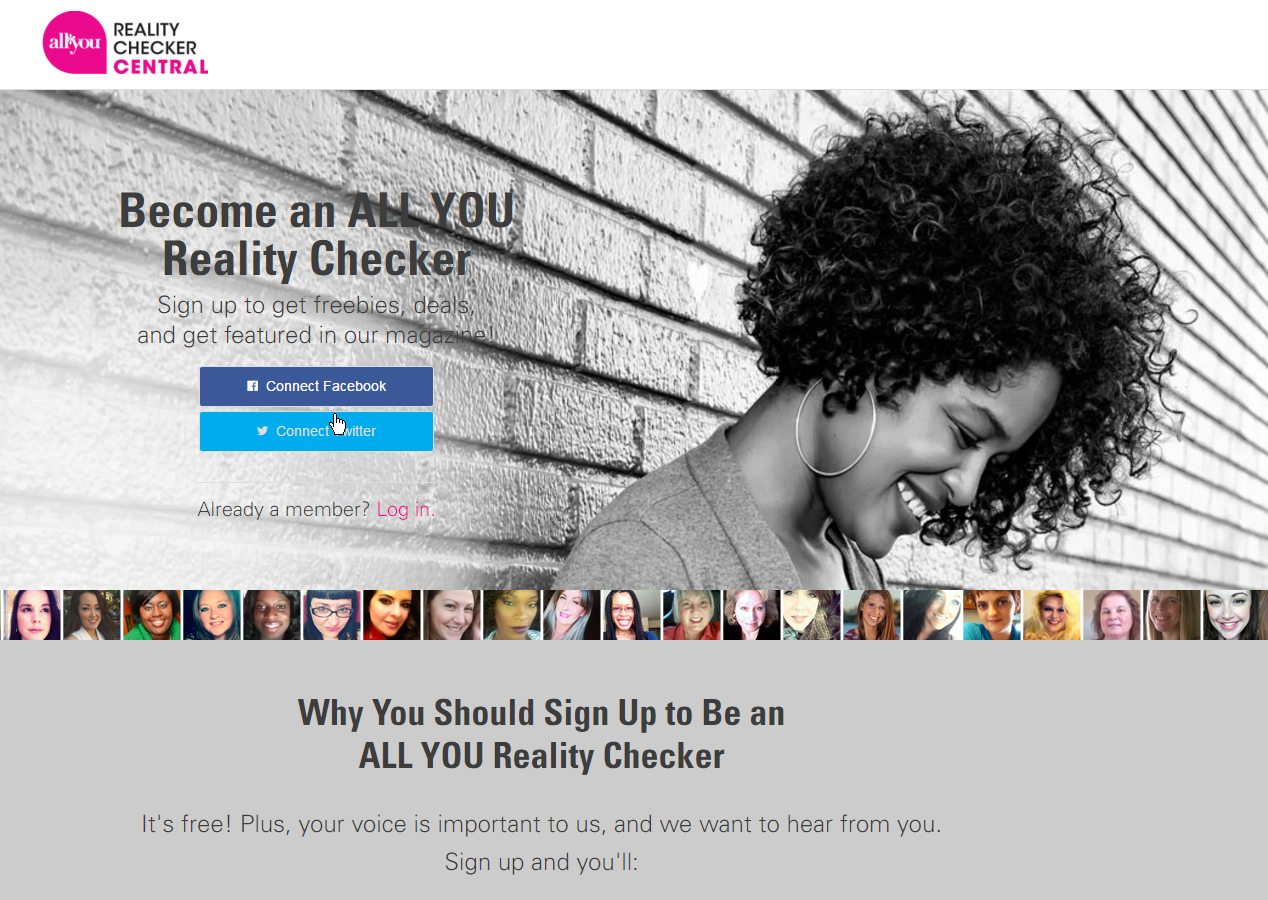 all you
REALITY
CHECKER
CENTRAL
Become an ALL YOU
Reality Checker
Sign up to get freebies, deals,
and get featured in our magazine!
Connect Facebook
Connect Twitter
Already a member? Log in.
Why You Should Sign Up to Be an
ALL YOU Reality Checker
It's free! Plus, your voice is important to us, and we want to hear from you.
Sign up and you'll: